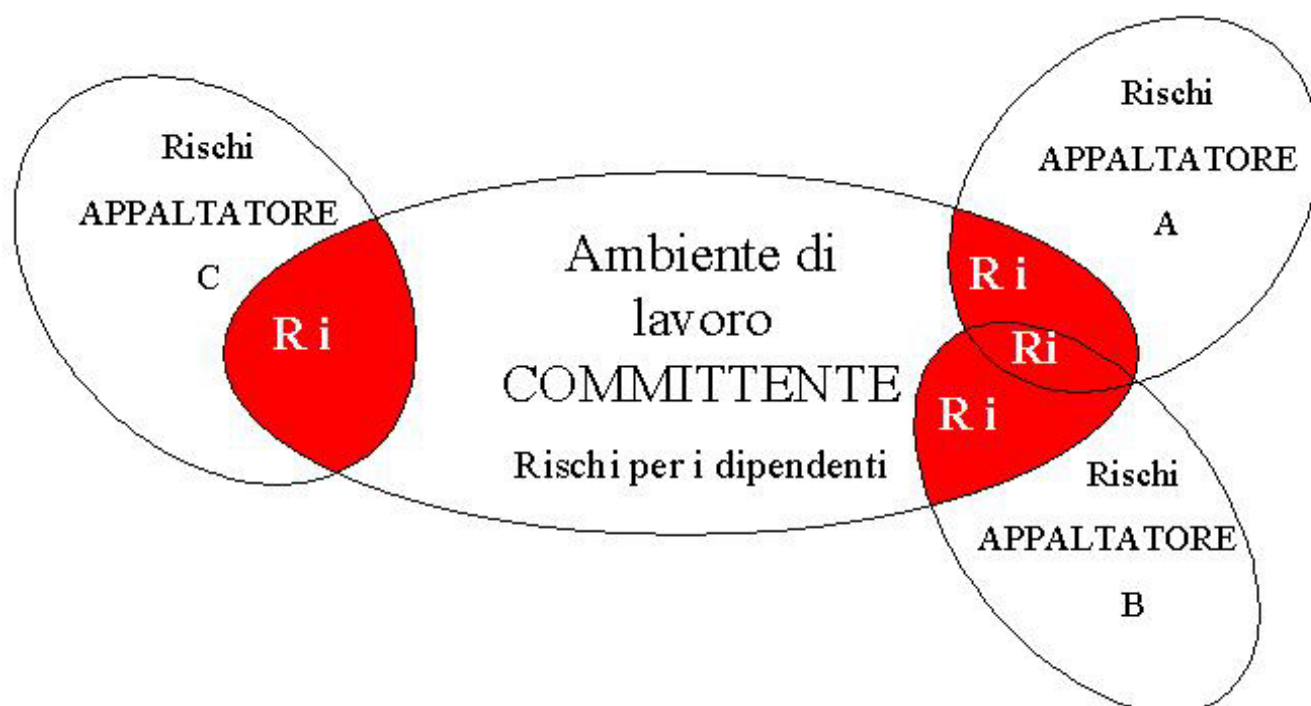 Rischi
APPALTATORE
C
R i
Ambiente di
lavoro
COMMITTENTE
Rischi per i dipendenti
Rischi
APPALTATORE
A
R i
Ri
R i
Rischi
APPALTATORE
B